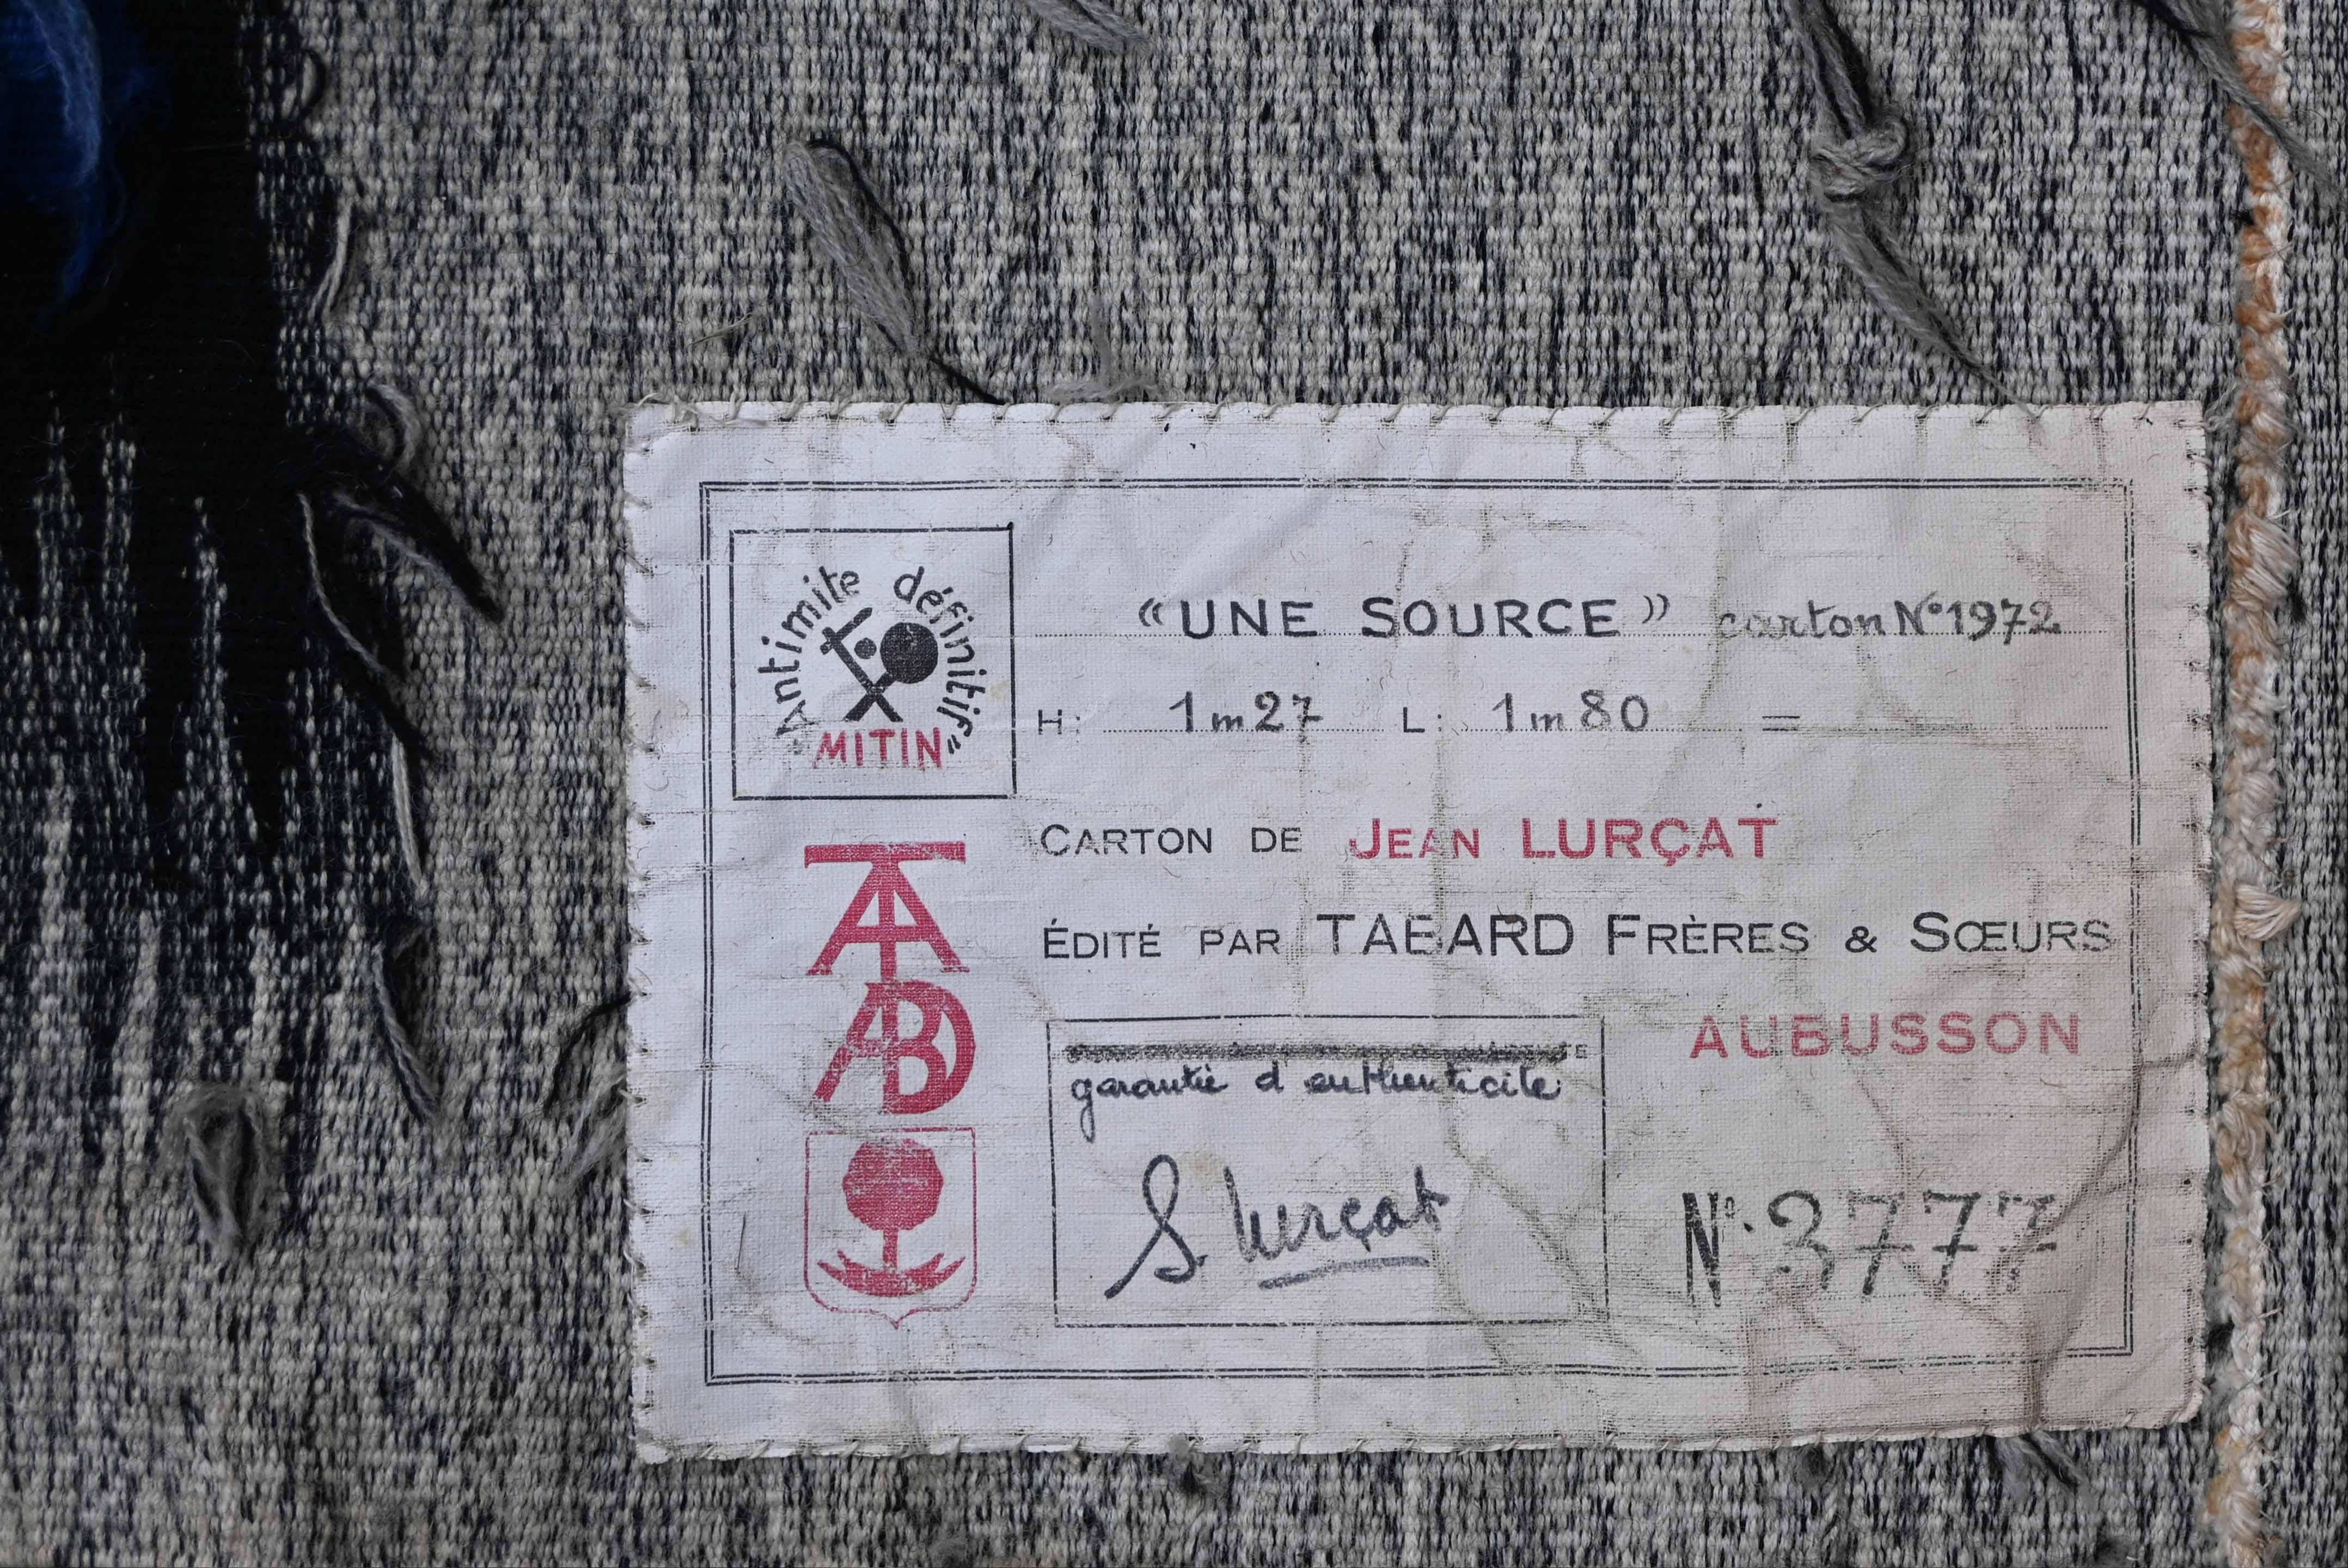 "Antimite définitif"
MITIN
«UNE SOURCE» carton N°1972
H: 1m27 L: 1m80 =
CARTON DE JEAN LURÇAT
ÉDITÉ PAR TABARD FRÈRES & SŒURS
AUBUSSON
TABARD
garantie d'authenticité
S. Lurçat
N°. 3777